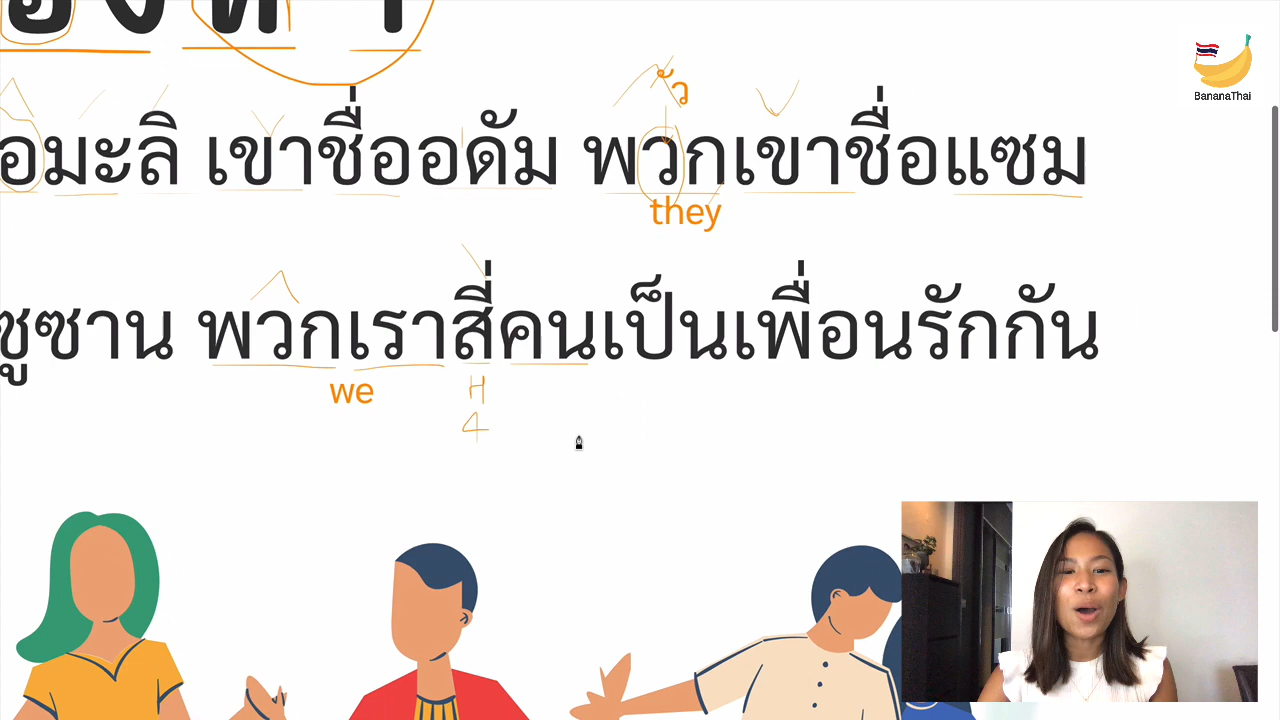 ัว
BananaThai
อมะลิ เขาชื่ออดัม พวกเขาชื่อแซม
they
ซูซาน พวกเราสี่คนเป็นเพื่อนรักกัน
we
H
4